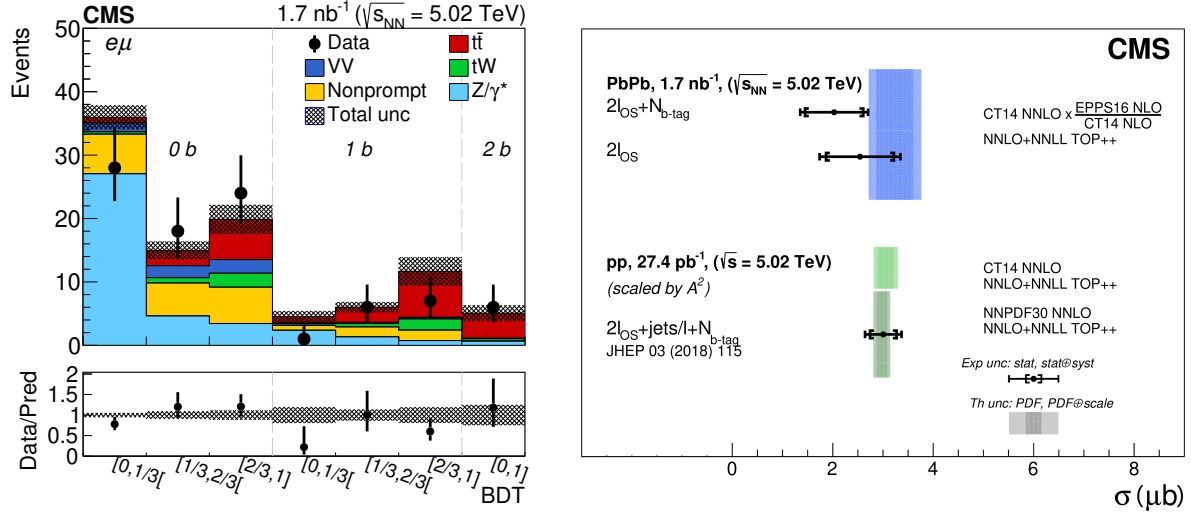 CMS
1.7 nb⁻¹ (√s_NN = 5.02 TeV)
Events
50
40
30
20
10
0
eμ
Data
tt̄
VV
tW
Nonprompt
Z/γ*
Total unc
0 b
1 b
2 b
Data/Pred
2
1.5
1
0.5
0
[0,1/3[
[1/3,2/3[
[2/3,1]
[0,1/3[
[1/3,2/3[
[2/3,1]
[0,1]
BDT
CMS
PbPb, 1.7 nb⁻¹, (√s_NN = 5.02 TeV)
2l_OS+N_b-tag
CT14 NNLO x EPPS16 NLO
CT14 NLO
NNLO+NNLL TOP++
2l_OS
pp, 27.4 pb⁻¹, (√s = 5.02 TeV)
(scaled by A²)
CT14 NNLO
NNLO+NNLL TOP++
NNPDF30 NNLO
NNLO+NNLL TOP++
2l_OS+jets/l+N_b-tag
JHEP 03 (2018) 115
Exp unc: stat, stat⊕syst
Th unc: PDF, PDF⊕scale
0 2 4 6 8
σ (μb)